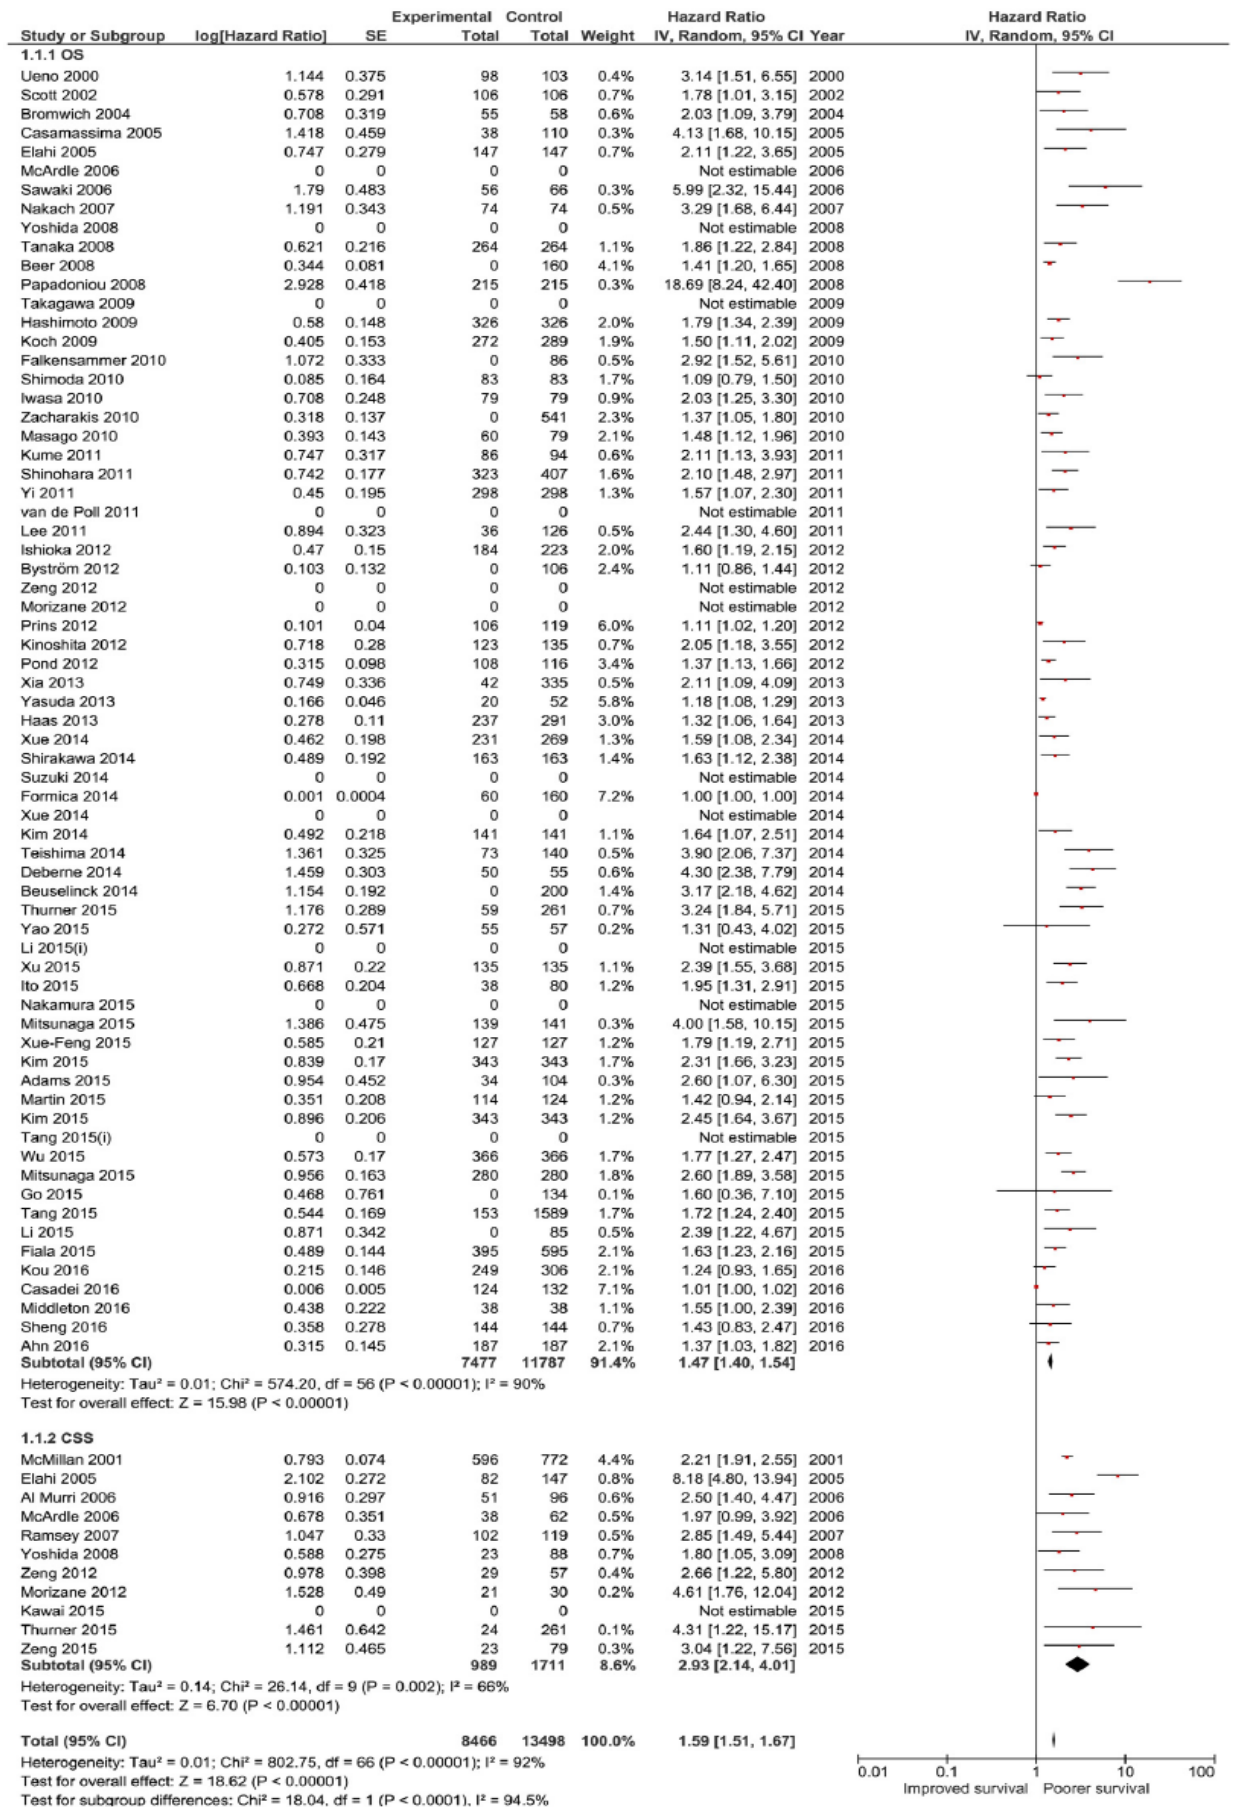 Experimental Control Hazard Ratio Hazard Ratio
Study or Subgroup log[Hazard Ratio] SE Total Total Weight IV, Random, 95% CI Year IV, Random, 95% CI
1.1.1 OS
Ueno 2000 1.144 0.375 98 103 0.4% 3.14 [1.51, 6.55] 2000
Scott 2002 0.578 0.291 106 106 0.7% 1.78 [1.01, 3.15] 2002
Bromwich 2004 0.708 0.319 55 58 0.6% 2.03 [1.09, 3.79] 2004
Casamassima 2005 1.418 0.459 38 110 0.3% 4.13 [1.68, 10.15] 2005
Elahi 2005 0.747 0.279 147 147 0.7% 2.11 [1.22, 3.65] 2005
McArdle 2006 0 0 0 0 Not estimable 2006
Sawaki 2006 1.79 0.483 56 66 0.3% 5.99 [2.32, 15.44] 2006
Nakach 2007 1.191 0.343 74 74 0.5% 3.29 [1.68, 6.44] 2007
Yoshida 2008 0 0 0 0 Not estimable 2008
Tanaka 2008 0.621 0.216 264 264 1.1% 1.86 [1.22, 2.84] 2008
Beer 2008 0.344 0.081 0 160 4.1% 1.41 [1.20, 1.65] 2008
Papadoniou 2008 2.928 0.418 215 215 0.3% 18.69 [8.24, 42.40] 2008
Takagawa 2009 0 0 0 0 Not estimable 2009
Hashimoto 2009 0.58 0.148 326 326 2.0% 1.79 [1.34, 2.39] 2009
Koch 2009 0.405 0.153 272 289 1.9% 1.50 [1.11, 2.02] 2009
Falkensammer 2010 1.072 0.333 0 86 0.5% 2.92 [1.52, 5.61] 2010
Shimoda 2010 0.085 0.164 83 83 1.7% 1.09 [0.79, 1.50] 2010
Iwasa 2010 0.708 0.248 79 79 0.9% 2.03 [1.25, 3.30] 2010
Zacharakis 2010 0.318 0.137 0 541 2.3% 1.37 [1.05, 1.80] 2010
Masago 2010 0.393 0.143 60 79 2.1% 1.48 [1.12, 1.96] 2010
Kume 2011 0.747 0.317 86 94 0.6% 2.11 [1.13, 3.93] 2011
Shinohara 2011 0.742 0.177 323 407 1.6% 2.10 [1.48, 2.97] 2011
Yi 2011 0.45 0.195 298 298 1.3% 1.57 [1.07, 2.30] 2011
van de Poll 2011 0 0 0 0 Not estimable 2011
Lee 2011 0.894 0.323 36 126 0.5% 2.44 [1.30, 4.60] 2011
Ishioka 2012 0.47 0.15 184 223 2.0% 1.60 [1.19, 2.15] 2012
Byström 2012 0.103 0.132 0 106 2.4% 1.11 [0.86, 1.44] 2012
Zeng 2012 0 0 0 0 Not estimable 2012
Morizane 2012 0 0 0 0 Not estimable 2012
Prins 2012 0.101 0.04 106 119 6.0% 1.11 [1.02, 1.20] 2012
Kinoshita 2012 0.718 0.28 123 135 0.7% 2.05 [1.18, 3.55] 2012
Pond 2012 0.315 0.098 108 116 3.4% 1.37 [1.13, 1.66] 2012
Xia 2013 0.749 0.336 42 335 0.5% 2.11 [1.09, 4.09] 2013
Yasuda 2013 0.166 0.046 20 52 5.8% 1.18 [1.08, 1.29] 2013
Haas 2013 0.278 0.11 237 291 3.0% 1.32 [1.06, 1.64] 2013
Xue 2014 0.462 0.198 231 269 1.3% 1.59 [1.08, 2.34] 2014
Shirakawa 2014 0.489 0.192 163 163 1.4% 1.63 [1.12, 2.38] 2014
Suzuki 2014 0 0 0 0 Not estimable 2014
Formica 2014 0.001 0.0004 60 160 7.2% 1.00 [1.00, 1.00] 2014
Xue 2014 0 0 0 0 Not estimable 2014
Kim 2014 0.492 0.218 141 141 1.1% 1.64 [1.07, 2.51] 2014
Teishima 2014 1.361 0.325 73 140 0.5% 3.90 [2.06, 7.37] 2014
Deberne 2014 1.459 0.303 50 55 0.6% 4.30 [2.38, 7.79] 2014
Beuselinck 2014 1.154 0.192 0 200 1.4% 3.17 [2.18, 4.62] 2014
Thurner 2015 1.176 0.289 59 261 0.7% 3.24 [1.84, 5.71] 2015
Yao 2015 0.272 0.571 55 57 0.2% 1.31 [0.43, 4.02] 2015
Li 2015(i) 0 0 0 0 Not estimable 2015
Xu 2015 0.871 0.22 135 135 1.1% 2.39 [1.55, 3.68] 2015
Ito 2015 0.668 0.204 38 80 1.2% 1.95 [1.31, 2.91] 2015
Nakamura 2015 0 0 0 0 Not estimable 2015
Mitsunaga 2015 1.386 0.475 139 141 0.3% 4.00 [1.58, 10.15] 2015
Xue-Feng 2015 0.585 0.21 127 127 1.2% 1.79 [1.19, 2.71] 2015
Kim 2015 0.839 0.17 343 343 1.7% 2.31 [1.66, 3.23] 2015
Adams 2015 0.954 0.452 34 104 0.3% 2.60 [1.07, 6.30] 2015
Martin 2015 0.351 0.208 114 124 1.2% 1.42 [0.94, 2.14] 2015
Kim 2015 0.896 0.206 343 343 1.2% 2.45 [1.64, 3.67] 2015
Tang 2015(i) 0 0 0 0 Not estimable 2015
Wu 2015 0.573 0.17 366 366 1.7% 1.77 [1.27, 2.47] 2015
Mitsunaga 2015 0.956 0.163 280 280 1.8% 2.60 [1.89, 3.58] 2015
Go 2015 0.468 0.761 0 134 0.1% 1.60 [0.36, 7.10] 2015
Tang 2015 0.544 0.169 153 1589 1.7% 1.72 [1.24, 2.40] 2015
Li 2015 0.871 0.342 0 85 0.5% 2.39 [1.22, 4.67] 2015
Fiala 2015 0.489 0.144 395 595 2.1% 1.63 [1.23, 2.16] 2015
Kou 2016 0.215 0.146 249 306 2.1% 1.24 [0.93, 1.65] 2016
Casadei 2016 0.006 0.005 124 132 7.1% 1.01 [1.00, 1.02] 2016
Middleton 2016 0.438 0.222 38 38 1.1% 1.55 [1.00, 2.39] 2016
Sheng 2016 0.358 0.278 144 144 0.7% 1.43 [0.83, 2.47] 2016
Ahn 2016 0.315 0.145 187 187 2.1% 1.37 [1.03, 1.82] 2016
Subtotal (95% CI) 7477 11787 91.4% 1.47 [1.40, 1.54]
Heterogeneity: Tau² = 0.01; Chi² = 574.20, df = 56 (P < 0.00001); I² = 90%
Test for overall effect: Z = 15.98 (P < 0.00001)
1.1.2 CSS
McMillan 2001 0.793 0.074 596 772 4.4% 2.21 [1.91, 2.55] 2001
Elahi 2005 2.102 0.272 82 147 0.8% 8.18 [4.80, 13.94] 2005
Al Murri 2006 0.916 0.297 51 96 0.6% 2.50 [1.40, 4.47] 2006
McArdle 2006 0.678 0.351 38 62 0.5% 1.97 [0.99, 3.92] 2006
Ramsey 2007 1.047 0.33 102 119 0.5% 2.85 [1.49, 5.44] 2007
Yoshida 2008 0.588 0.275 23 88 0.7% 1.80 [1.05, 3.09] 2008
Zeng 2012 0.978 0.398 29 57 0.4% 2.66 [1.22, 5.80] 2012
Morizane 2012 1.528 0.49 21 30 0.2% 4.61 [1.76, 12.04] 2012
Kawai 2015 0 0 0 0 Not estimable 2015
Thurner 2015 1.461 0.642 24 261 0.1% 4.31 [1.22, 15.17] 2015
Zeng 2015 1.112 0.465 23 79 0.3% 3.04 [1.22, 7.56] 2015
Subtotal (95% CI) 989 1711 8.6% 2.93 [2.14, 4.01]
Heterogeneity: Tau² = 0.14; Chi² = 26.14, df = 9 (P = 0.002); I² = 66%
Test for overall effect: Z = 6.70 (P < 0.00001)
Total (95% CI) 8466 13498 100.0% 1.59 [1.51, 1.67]
Heterogeneity: Tau² = 0.01; Chi² = 802.75, df = 66 (P < 0.00001); I² = 92%
Test for overall effect: Z = 18.62 (P < 0.00001)
Test for subgroup differences: Chi² = 18.04, df = 1 (P < 0.0001), I² = 94.5%
0.01 0.1 1 10 100
Improved survival Poorer survival